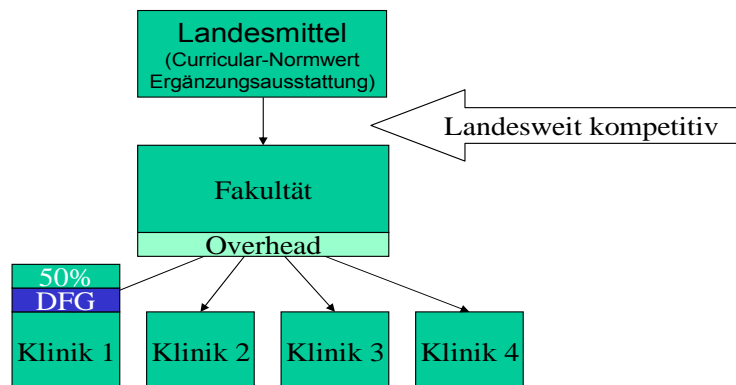 Landesmittel
(Curricular-Normwert
Ergänzungsausstattung)
Landesweit kompetitiv
Fakultät
Overhead
50%
DFG
Klinik 1
Klinik 2
Klinik 3
Klinik 4